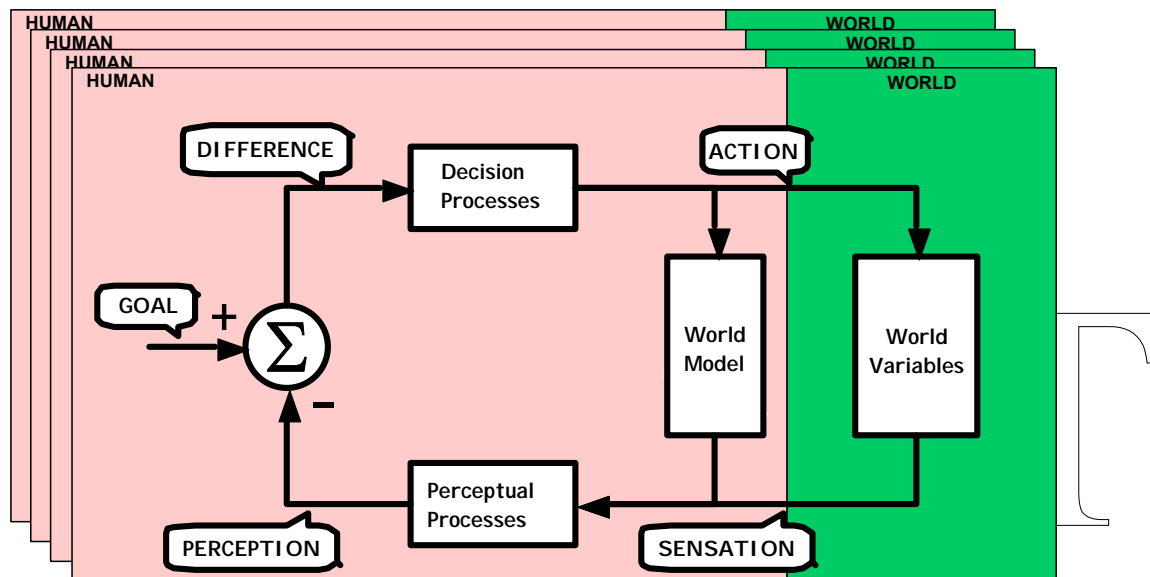 HUMAN WORLD
HUMAN WORLD
HUMAN WORLD
HUMAN WORLD
DIFFERENCE
ACTION
Decision
Processes
GOAL
+
Σ
−
World
Model
World
Variables
Perceptual
Processes
PERCEPTION
SENSATION